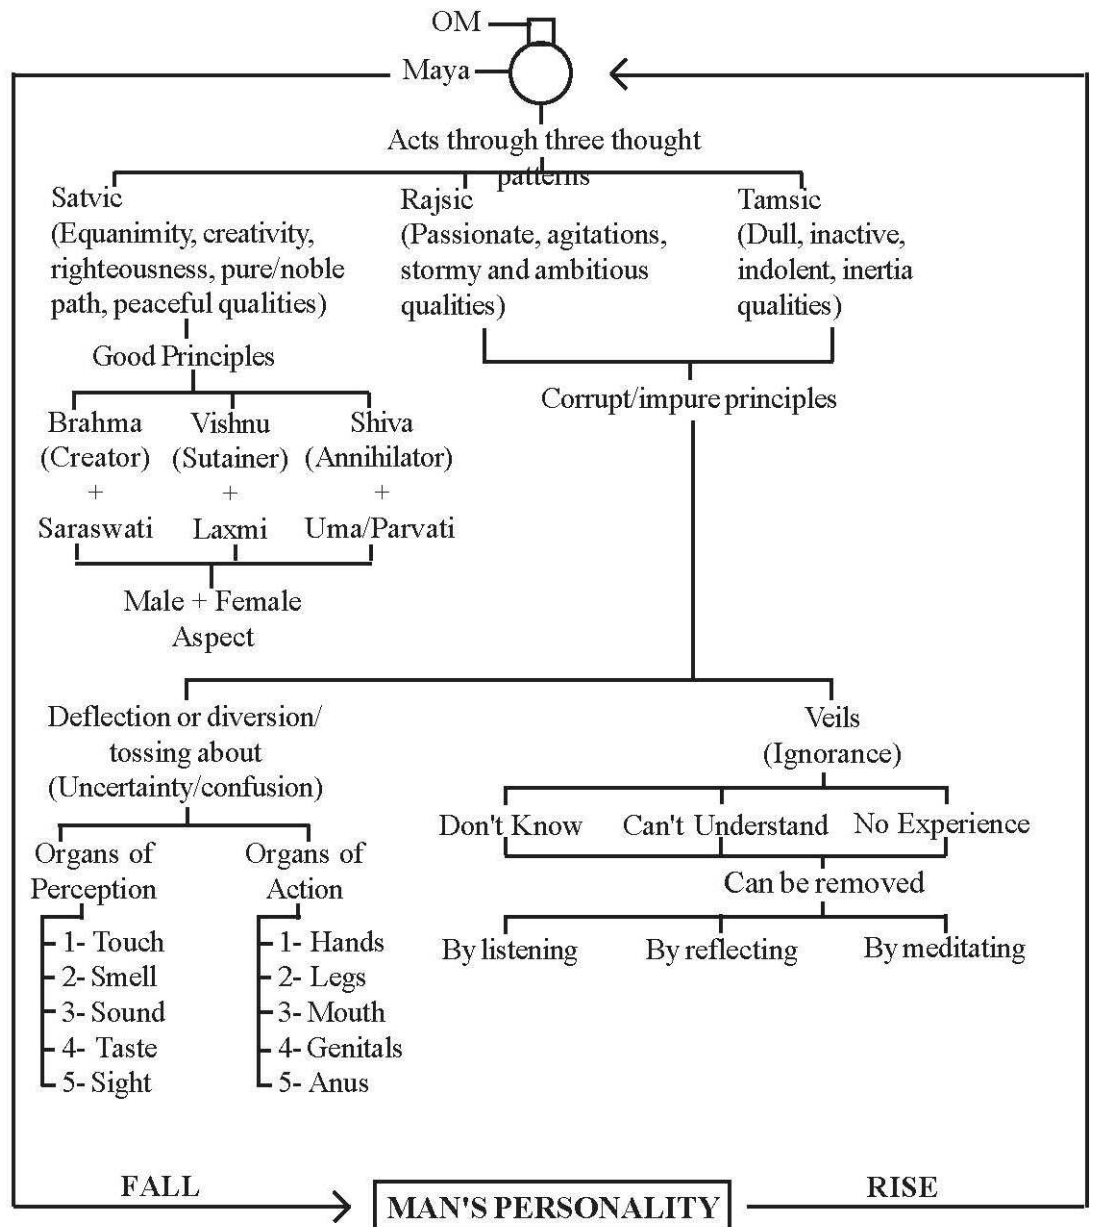 OM
Maya
Acts through three thought
patterns
Satvic
(Equanimity, creativity,
righteousness, pure/noble
path, peaceful qualities)
Rajsic
(Passionate, agitations,
stormy and ambitious
qualities)
Tamsic
(Dull, inactive,
indolent, inertia
qualities)
Good Principles
Corrupt/impure principles
Brahma
(Creator)
+
Saraswati
Vishnu
(Sutainer)
+
Laxmi
Shiva
(Annihilator)
+
Uma/Parvati
Male + Female
Aspect
Deflection or diversion/
tossing about
(Uncertainty/confusion)
Organs of
Perception
1- Touch
2- Smell
3- Sound
4- Taste
5- Sight
Organs of
Action
1- Hands
2- Legs
3- Mouth
4- Genitals
5- Anus
Veils
(Ignorance)
Don't Know
Can't Understand
No Experience
Can be removed
By listening
By reflecting
By meditating
FALL
MAN'S PERSONALITY
RISE